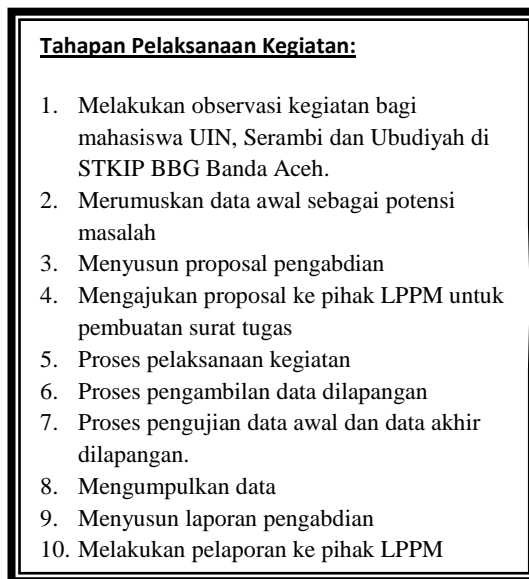 Tahapan Pelaksanaan Kegiatan:
1. Melakukan observasi kegiatan bagi
mahasiswa UIN, Serambi dan Ubudiyah di
STKIP BBG Banda Aceh.
2. Merumuskan data awal sebagai potensi
masalah
3. Menyusun proposal pengabdian
4. Mengajukan proposal ke pihak LPPM untuk
pembuatan surat tugas
5. Proses pelaksanaan kegiatan
6. Proses pengambilan data dilapangan
7. Proses pengujian data awal dan data akhir
dilapangan.
8. Mengumpulkan data
9. Menyusun laporan pengabdian
10. Melakukan pelaporan ke pihak LPPM